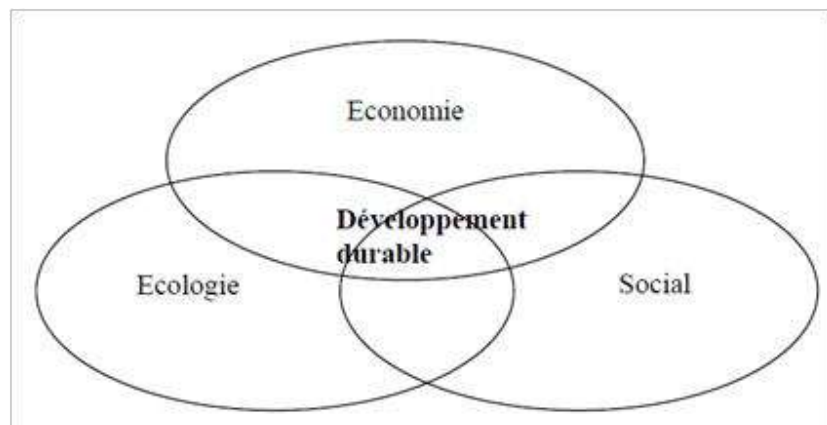 Economie
Développement
durable
Ecologie
Social